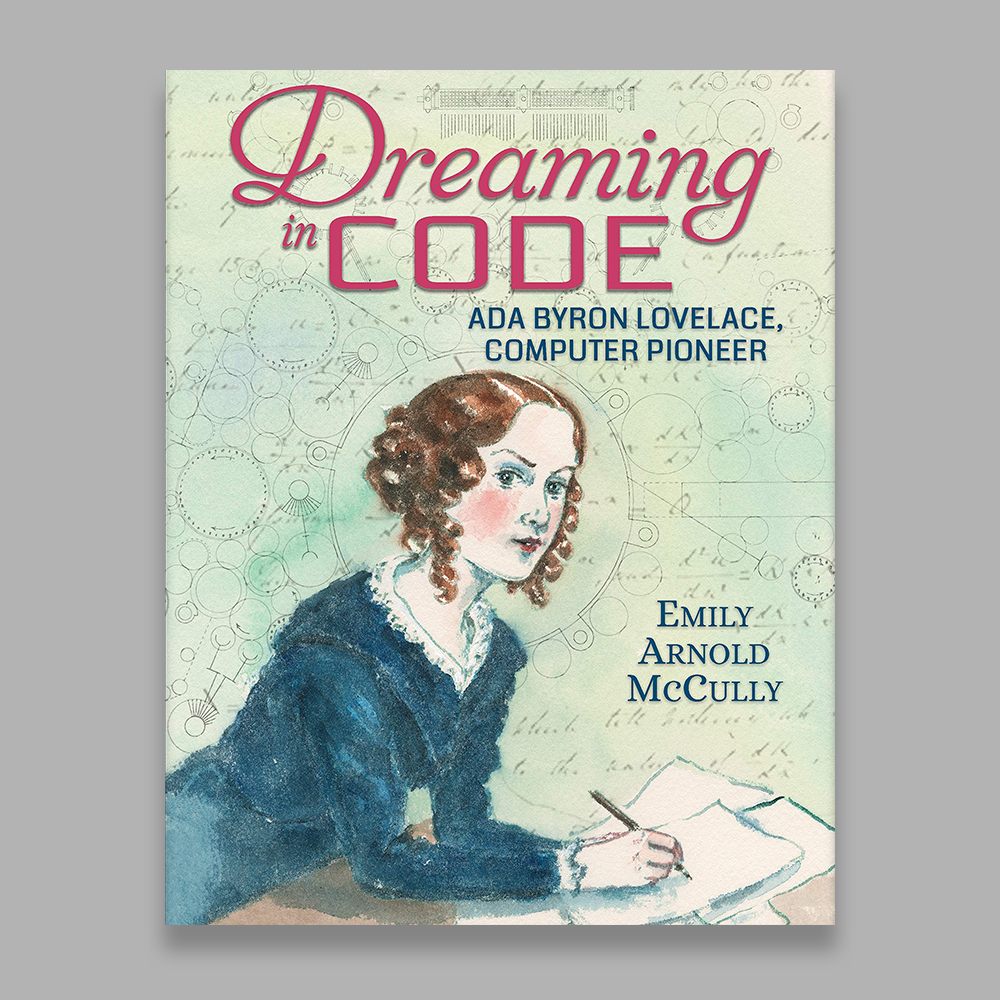 Dreaming
in CODE
ADA BYRON LOVELACE,
COMPUTER PIONEER
EMILY
ARNOLD
MCCULLY